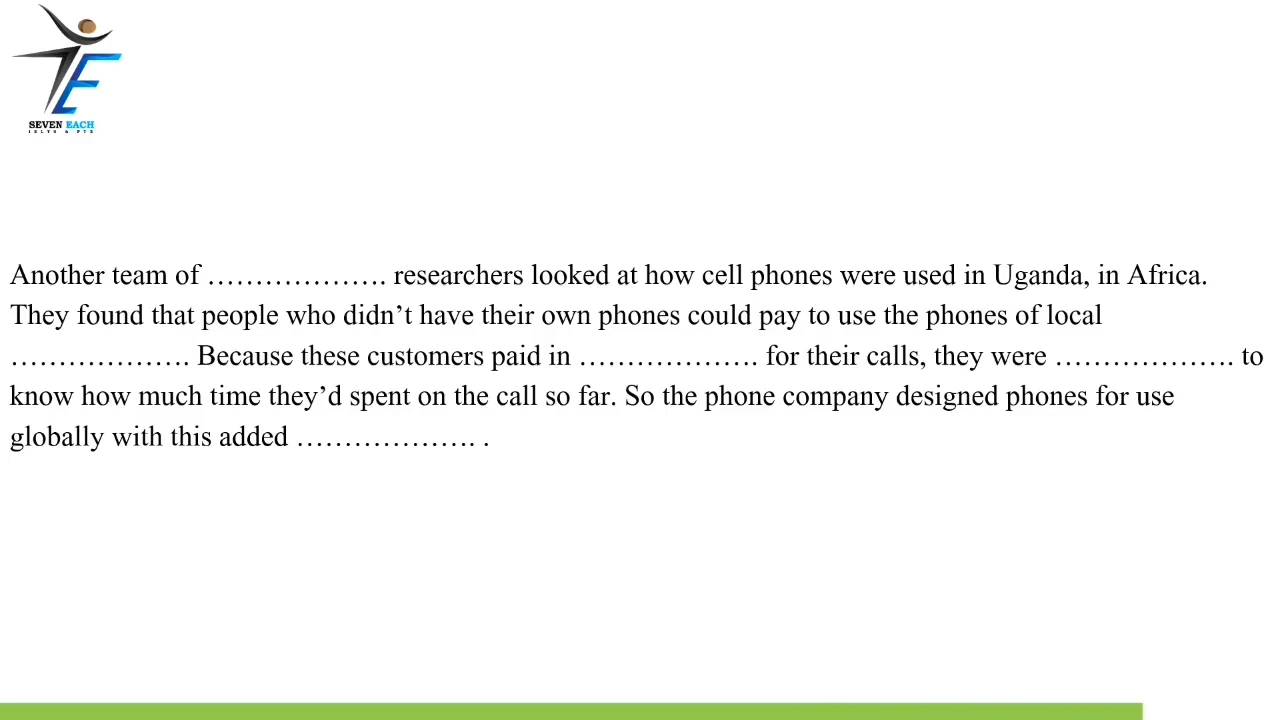 SEVEN EACH
IELTS & PTE
Another team of ………………. researchers looked at how cell phones were used in Uganda, in Africa.
They found that people who didn’t have their own phones could pay to use the phones of local
………………. Because these customers paid in ………………. for their calls, they were ………………. to
know how much time they’d spent on the call so far. So the phone company designed phones for use
globally with this added ………………. .